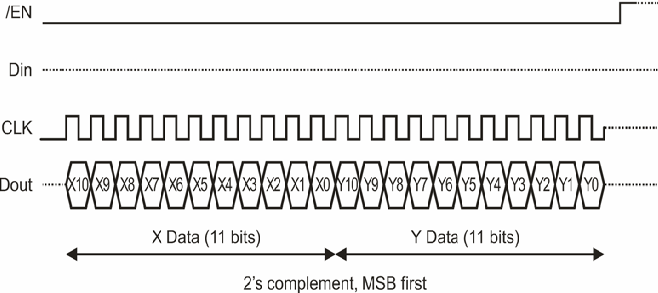 /EN
Din
CLK
Dout X10 X9 X8 X7 X6 X5 X4 X3 X2 X1 X0 Y10 Y9 Y8 Y7 Y6 Y5 Y4 Y3 Y2 Y1 Y0
X Data (11 bits) Y Data (11 bits)
2's complement, MSB first